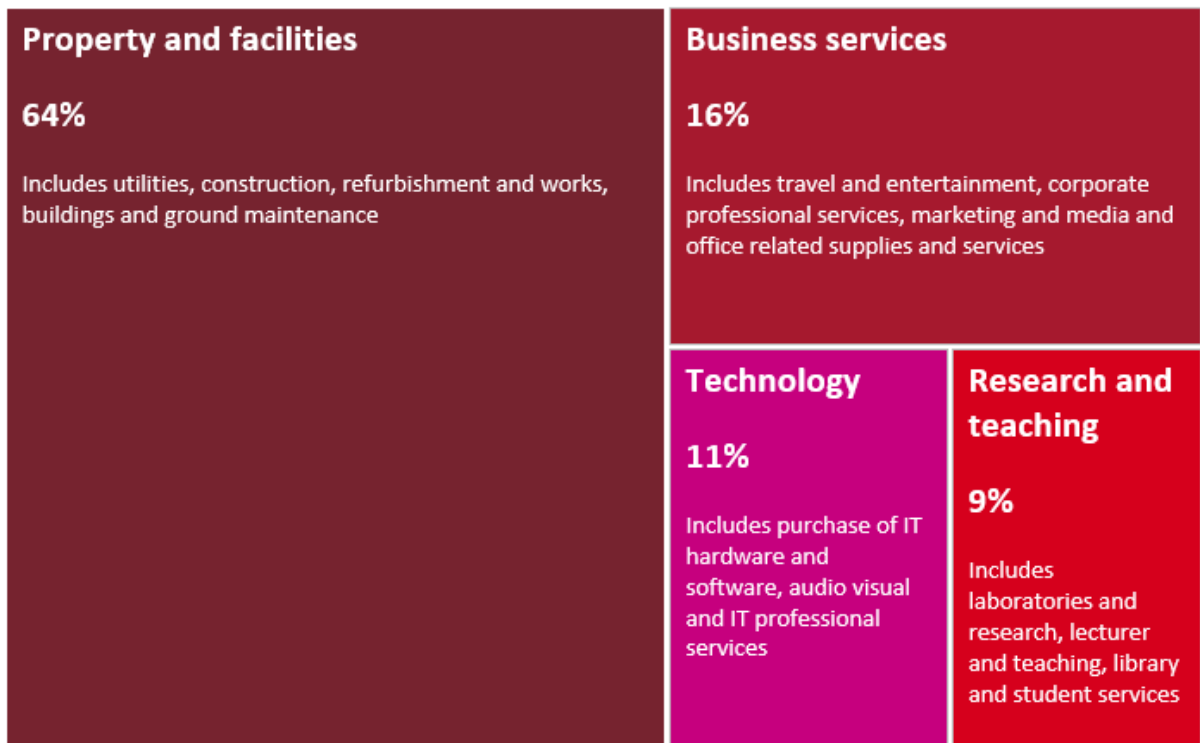 Property and facilities
64%
Includes utilities, construction, refurbishment and works,
buildings and ground maintenance
Business services
16%
Includes travel and entertainment, corporate
professional services, marketing and media and
office related supplies and services
Technology
11%
Includes purchase of IT
hardware and
software, audio visual
and IT professional
services
Research and
teaching
9%
Includes
laboratories and
research, lecturer
and teaching, library
and student services